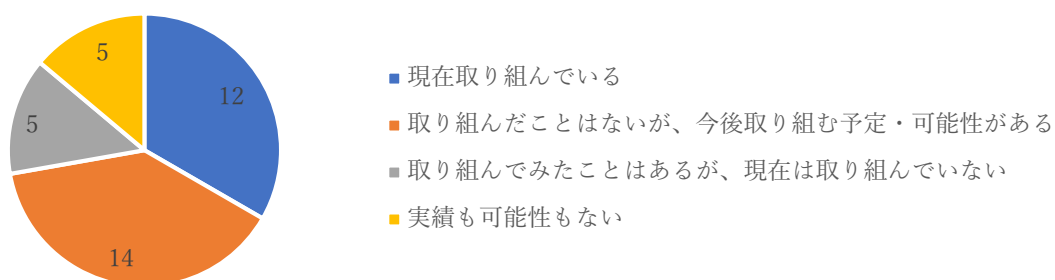 5
12
5
14
■ 現在取り組んでいる
■ 取り組んだことはないが、今後取り組む予定・可能性がある
■ 取り組んでみたことはあるが、現在は取り組んでいない
■ 実績も可能性もない